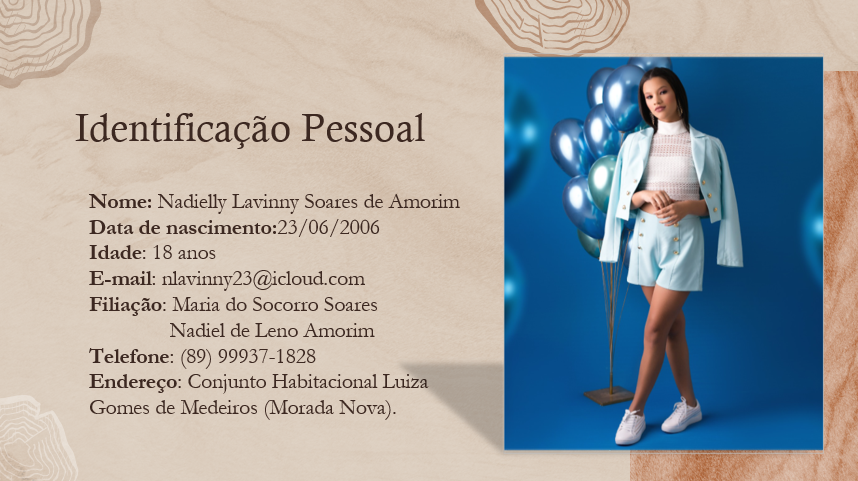 Identificação Pessoal
Nome: Nadielly Lavinny Soares de Amorim
Data de nascimento:23/06/2006
Idade: 18 anos
E-mail: nlavinny23@icloud.com
Filiação: Maria do Socorro Soares
Nadiel de Leno Amorim
Telefone: (89) 99937-1828
Endereço: Conjunto Habitacional Luiza
Gomes de Medeiros (Morada Nova).